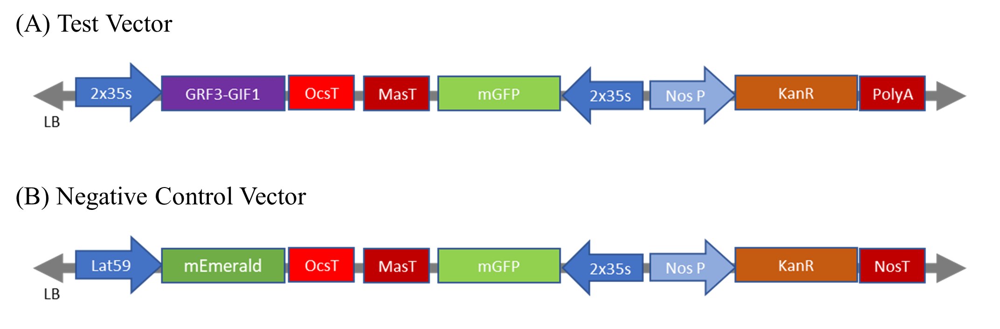 (A) Test Vector
2x35s GRF3-GIF1 OcsT MasT mGFP 2x35s Nos P KanR PolyA
LB
(B) Negative Control Vector
Lat59 mEmerald OcsT MasT mGFP 2x35s Nos P KanR NosT
LB